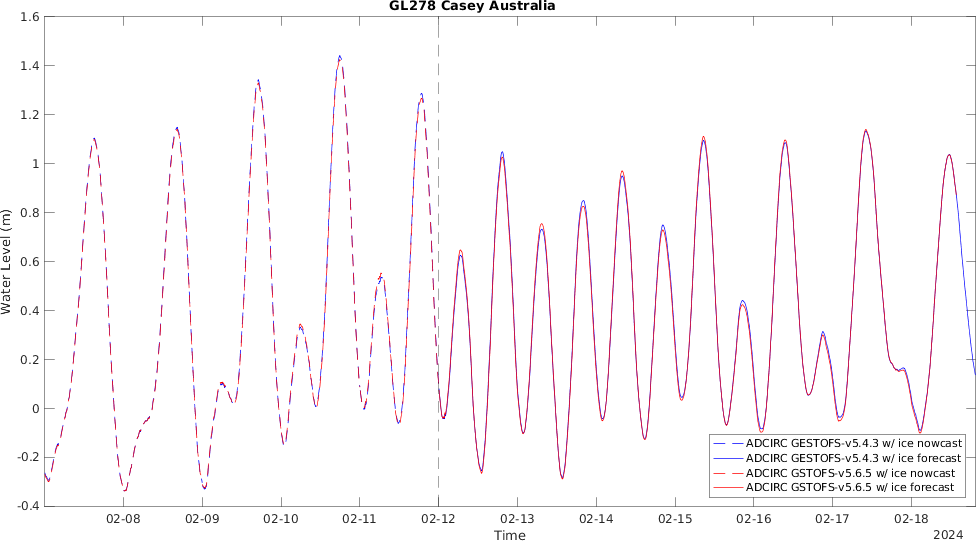 GL278 Casey Australia
1.6
1.4
1.2
1
0.8
0.6
0.4
0.2
0
-0.2
-0.4
Water Level (m)
ADCIRC GESTOFS-v5.4.3 w/ ice nowcast
ADCIRC GESTOFS-v5.4.3 w/ ice forecast
ADCIRC GSTOFS-v5.6.5 w/ ice nowcast
ADCIRC GSTOFS-v5.6.5 w/ ice forecast
02-08 02-09 02-10 02-11 02-12 02-13 02-14 02-15 02-16 02-17 02-18
Time
2024